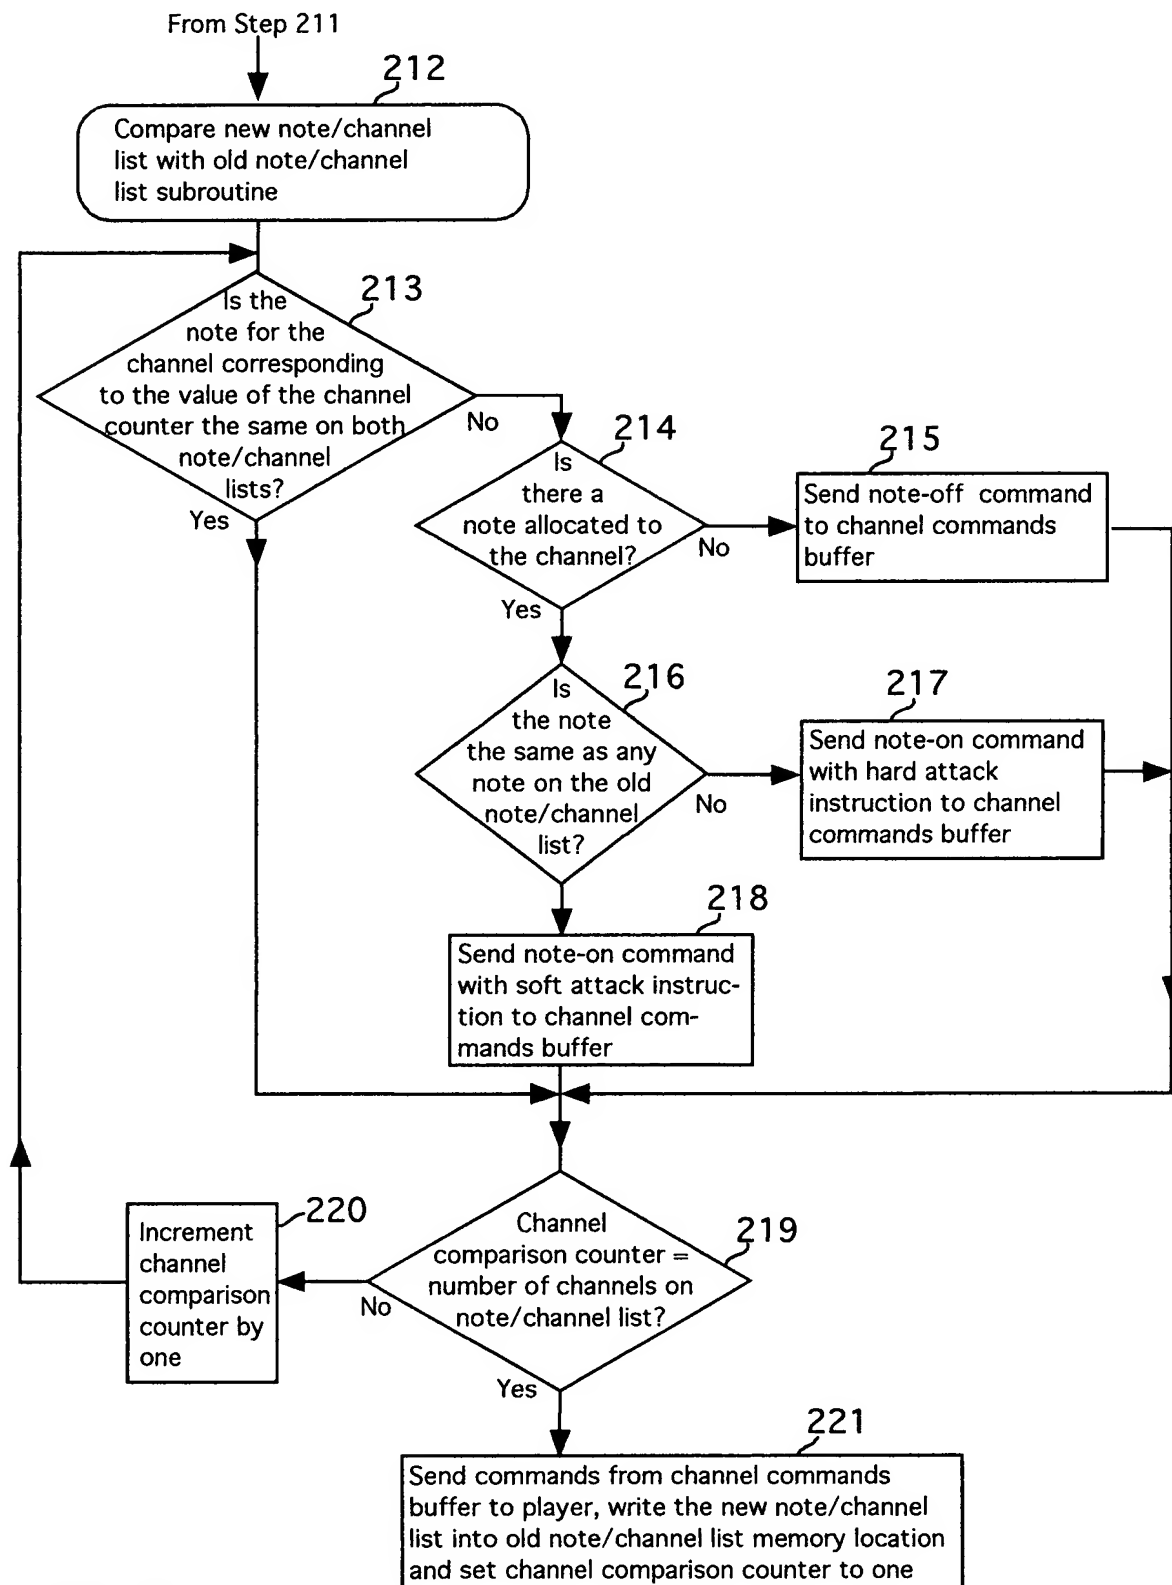 From Step 211
212
Compare new note/channel
list with old note/channel
list subroutine
213
Is the
note for the
channel corresponding
to the value of the channel
counter the same on both
note/channel
lists?
No
Yes
214
Is
there a
note allocated to
the channel?
No
Yes
215
Send note-off command
to channel commands
buffer
216
Is
the note
the same as any
note on the old
note/channel
list?
No
217
Send note-on command
with hard attack
instruction to channel
commands buffer
218
Send note-on command
with soft attack instruc-
tion to channel com-
mands buffer
219
Channel
comparison counter =
number of channels on
note/channel list?
No
Yes
220
Increment
channel
comparison
counter by
one
221
Send commands from channel commands
buffer to player, write the new note/channel
list into old note/channel list memory location
and set channel comparison counter to one